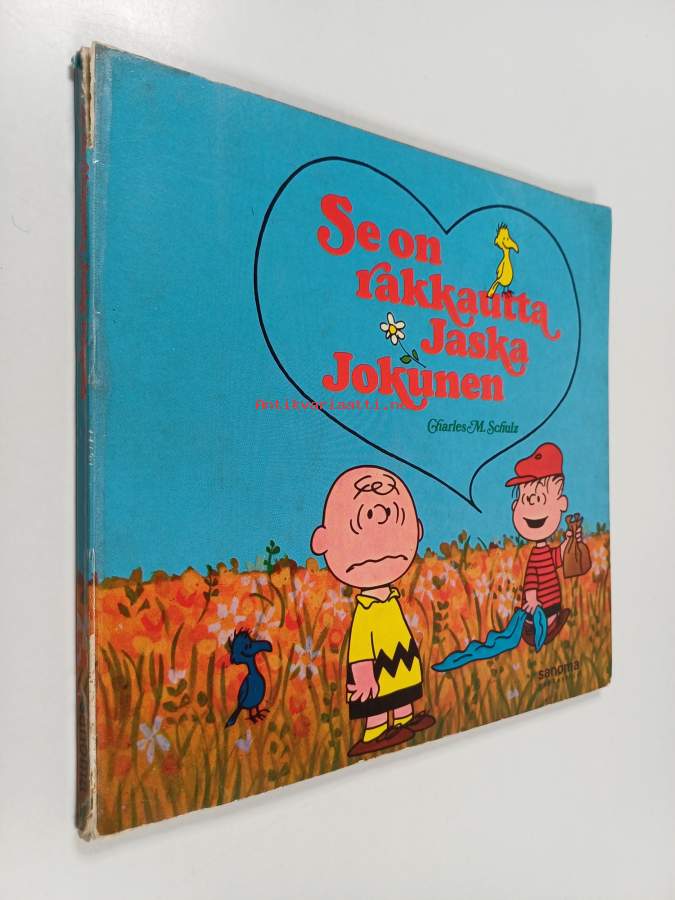 Se on
rakkautta
Jaska
Jokunen
antikvariaatti.net
Charles M. Schulz
sanoma